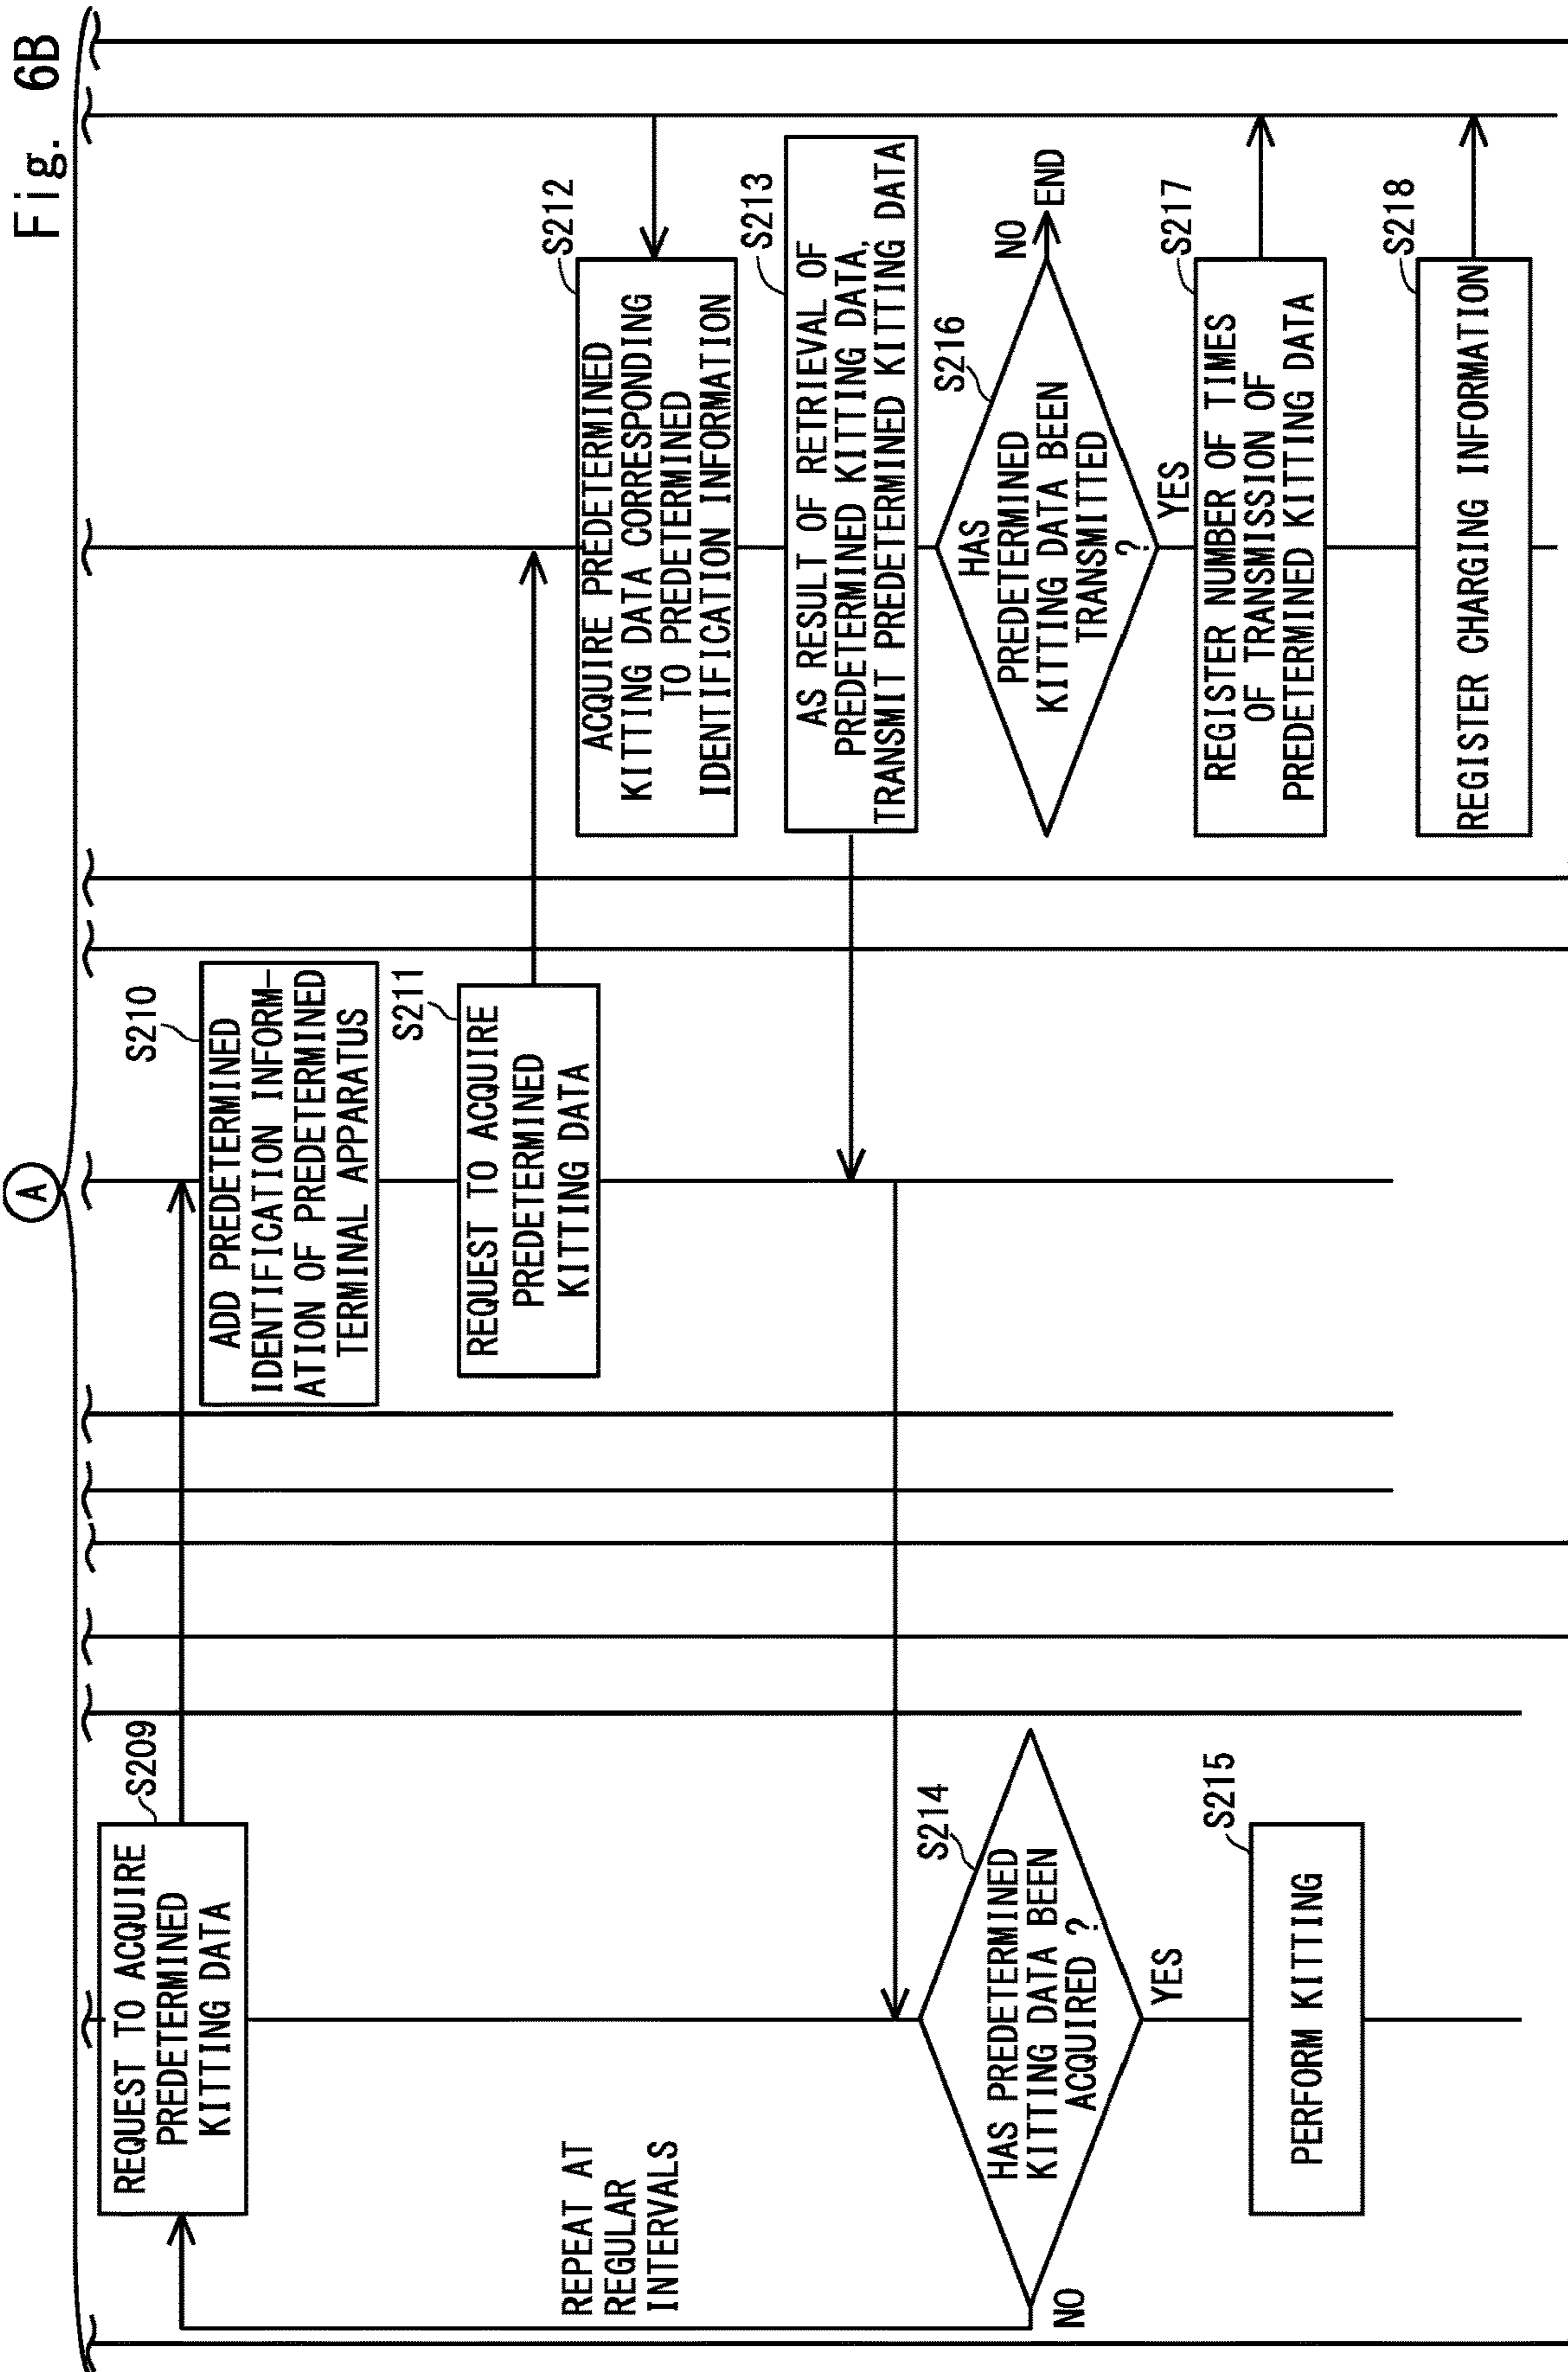 Fig. 6B
A
REQUEST TO ACQUIRE
PREDETERMINED
KITTING DATA
S209
ADD PREDETERMINED
IDENTIFICATION INFORM-
ATION OF PREDETERMINED
TERMINAL APPARATUS
S210
REQUEST TO ACQUIRE
PREDETERMINED
KITTING DATA
S211
ACQUIRE PREDETERMINED
KITTING DATA CORRESPONDING
TO PREDETERMINED
IDENTIFICATION INFORMATION
S212
AS RESULT OF RETRIEVAL OF
PREDETERMINED KITTING DATA,
TRANSMIT PREDETERMINED KITTING DATA
S213
REPEAT AT
REGULAR
INTERVALS
HAS PREDETERMINED
KITTING DATA BEEN
ACQUIRED ?
S214
NO
YES
PERFORM KITTING
S215
HAS
PREDETERMINED
KITTING DATA BEEN
TRANSMITTED
?
S216
NO
END
YES
REGISTER NUMBER OF TIMES
OF TRANSMISSION OF
PREDETERMINED KITTING DATA
S217
REGISTER CHARGING INFORMATION
S218